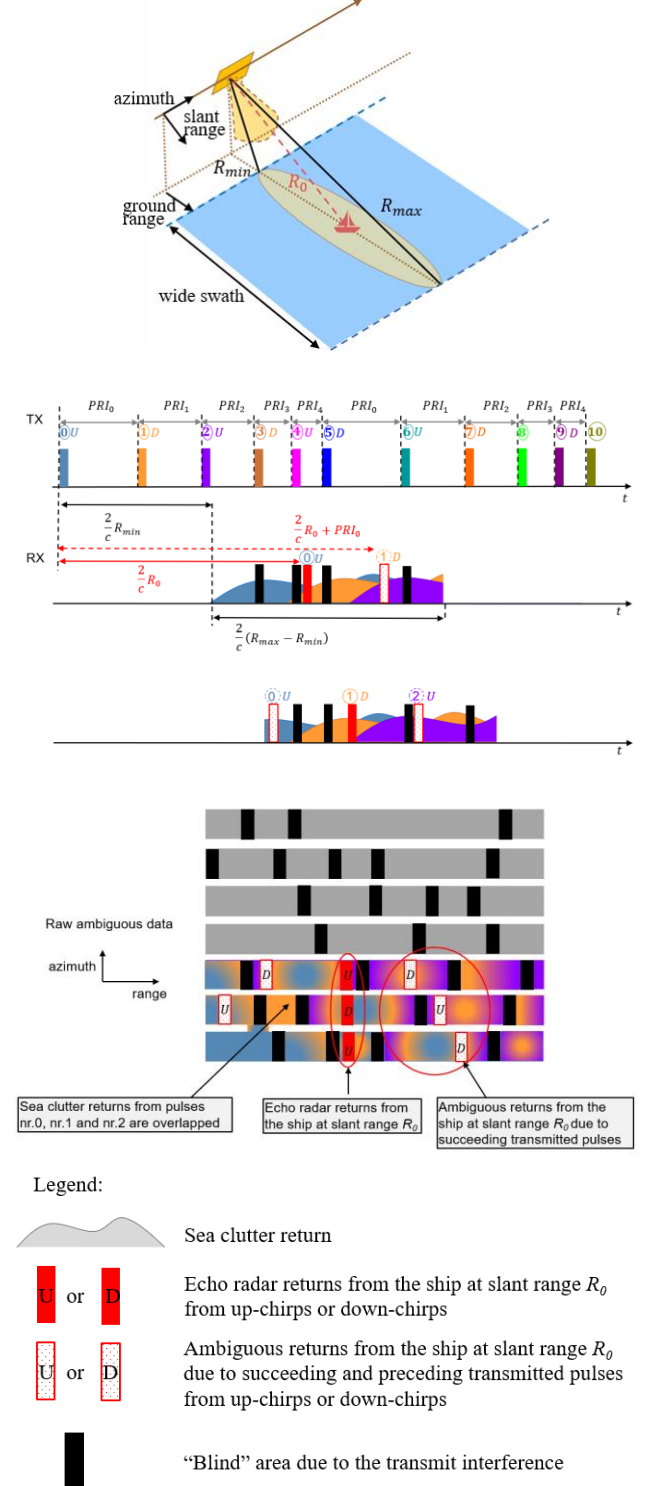 azimuth
slant
range
R_min
R_0
R_max
ground
range
wide swath
PRI_0 PRI_1 PRI_2 PRI_3 PRI_4 PRI_0 PRI_1 PRI_2 PRI_3 PRI_4
TX
0 U 1 D 2 U 3 D 4 U 5 D 6 U 7 D 8 9 D 10
t
2/c R_min
2/c R_0 + PRI_0
RX
0 U 1 D
2/c R_0
t
2/c (R_max − R_min)
0 U 1 D 2 U
t
Raw ambiguous data
azimuth
range
D U D
U D U
U D
Sea clutter returns from pulses
nr.0, nr.1 and nr.2 are overlapped
Echo radar returns from
the ship at slant range R_0
Ambiguous returns from the
ship at slant range R_0 due to
succeeding transmitted pulses
Legend:
Sea clutter return
U or D
Echo radar returns from the ship at slant range R_0
from up-chirps or down-chirps
U or D
Ambiguous returns from the ship at slant range R_0
due to succeeding and preceding transmitted pulses
from up-chirps or down-chirps
“Blind” area due to the transmit interference